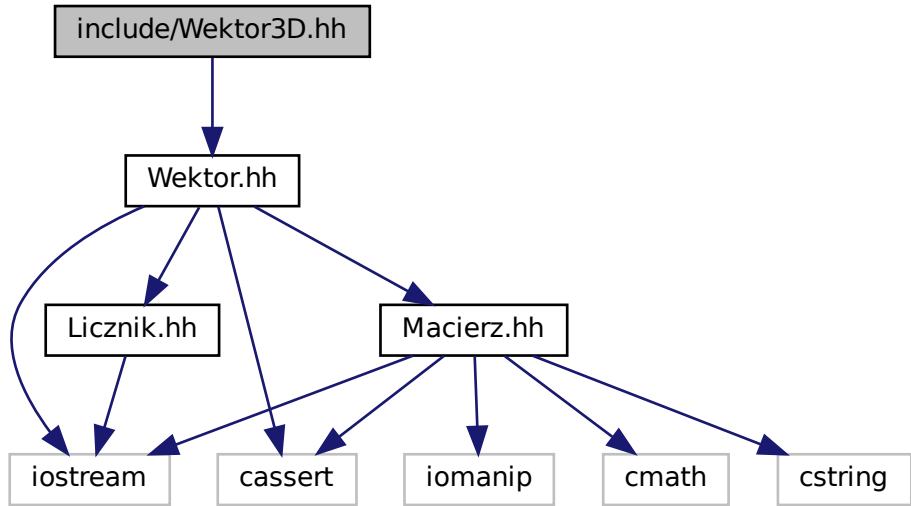 include/Wektor3D.hh
Wektor.hh
Licznik.hh
Macierz.hh
iostream
cassert
iomanip
cmath
cstring